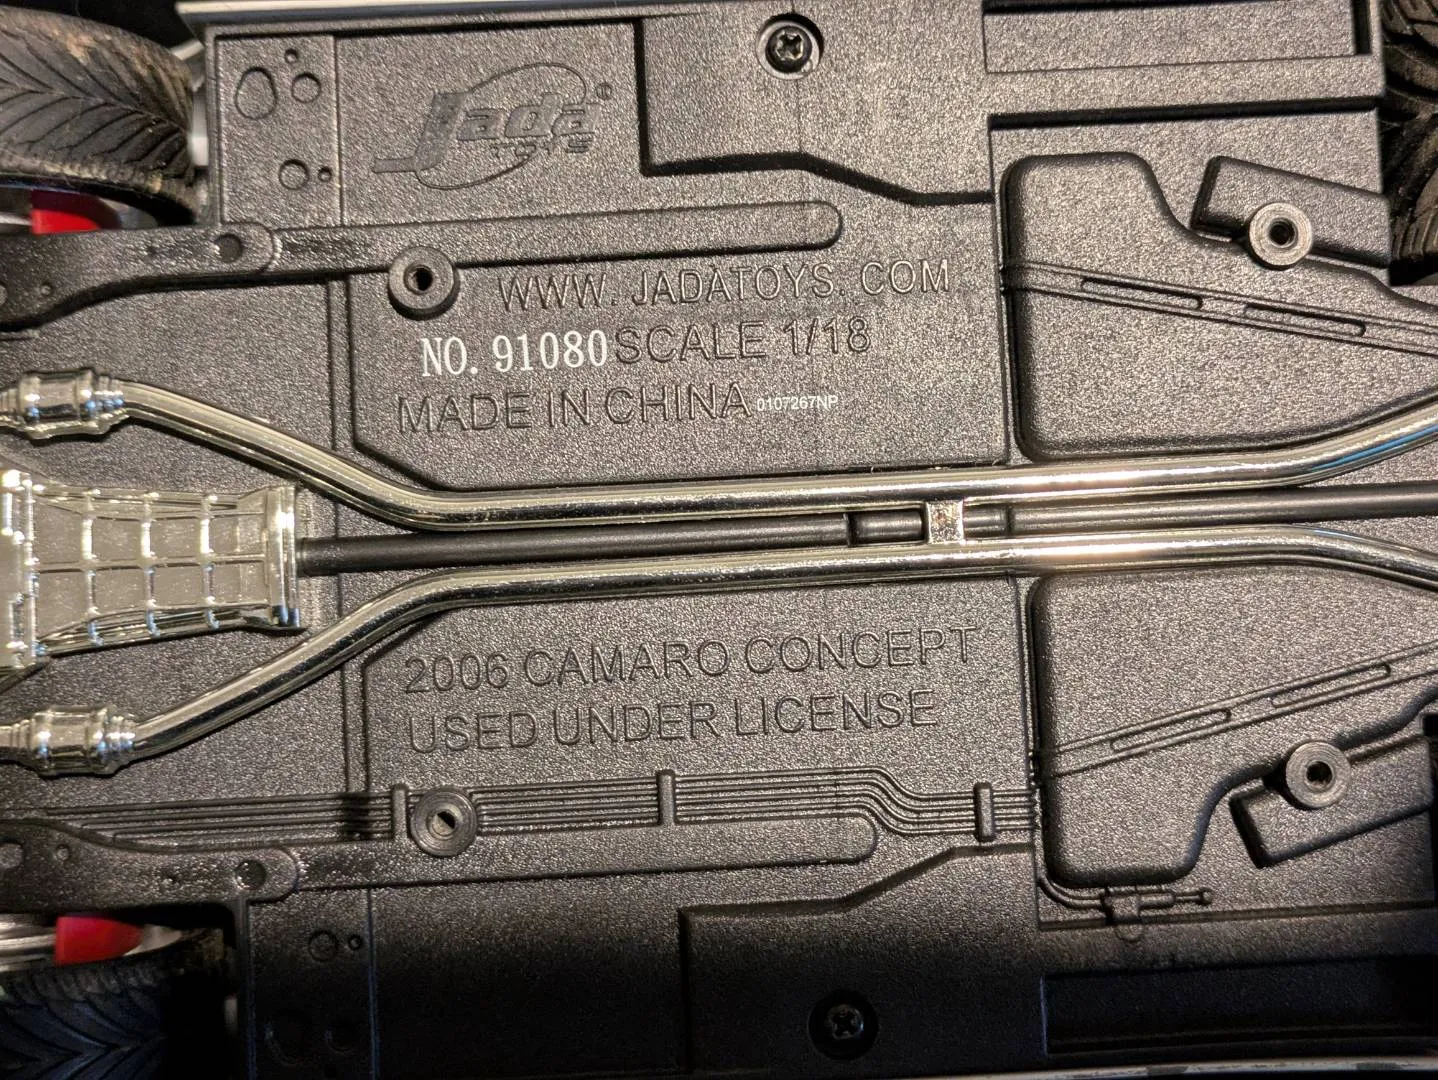 Jada®
TOYS
WWW. JADATOYS. COM
NO. 91080 SCALE 1/18
MADE IN CHINA 0107267NP
2006 CAMARO CONCEPT
USED UNDER LICENSE